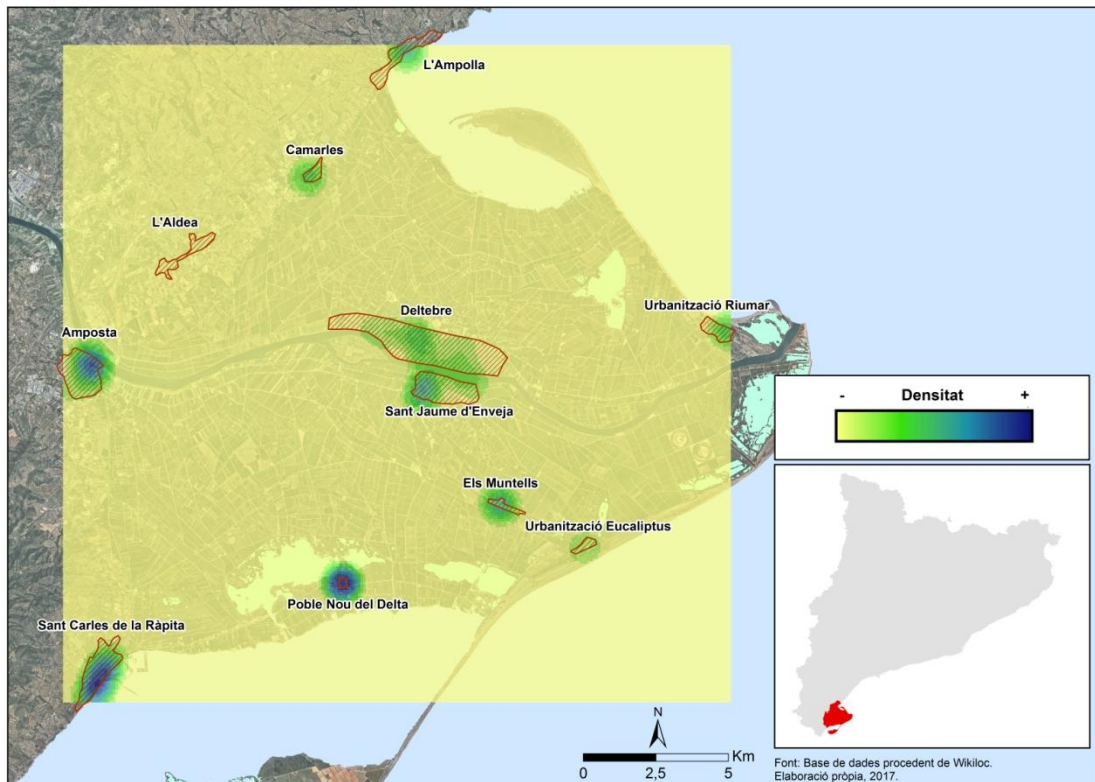 L'Ampolla
Camarles
L'Aldea
Deltebre
Urbanització Riumar
Amposta
Sant Jaume d'Enveja
Els Muntells
Urbanització Eucaliptus
Poble Nou del Delta
Sant Carles de la Ràpita
- Densitat +
N
Km
0 2,5 5
Font: Base de dades procedent de Wikiloc.
Elaboració pròpia, 2017.